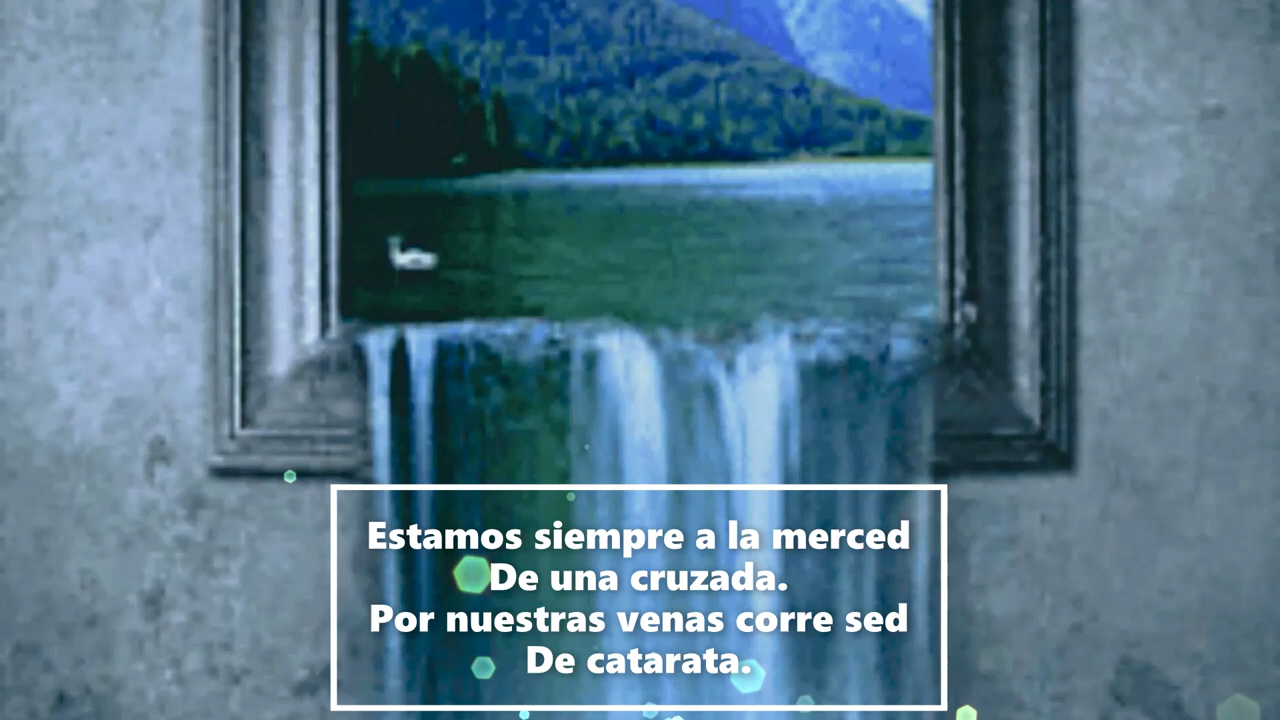 Estamos siempre a la merced
De una cruzada.
Por nuestras venas corre sed
De catarata.